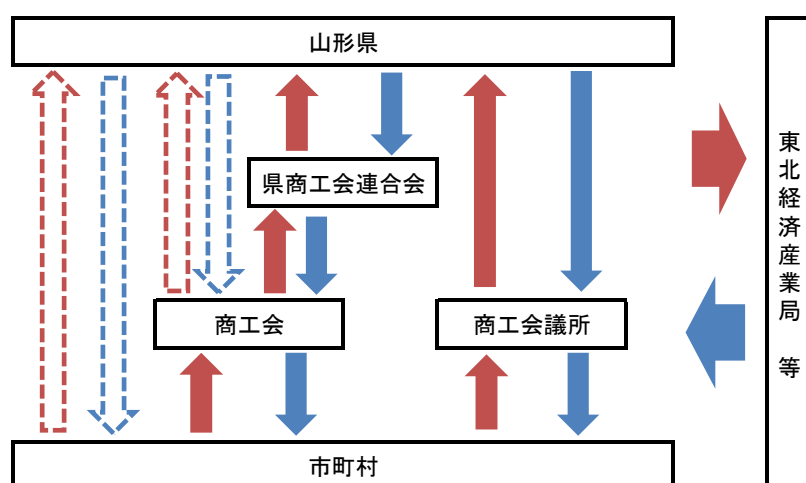 山形県
県商工会連合会
商工会
商工会議所
市町村
東北経済産業局 等